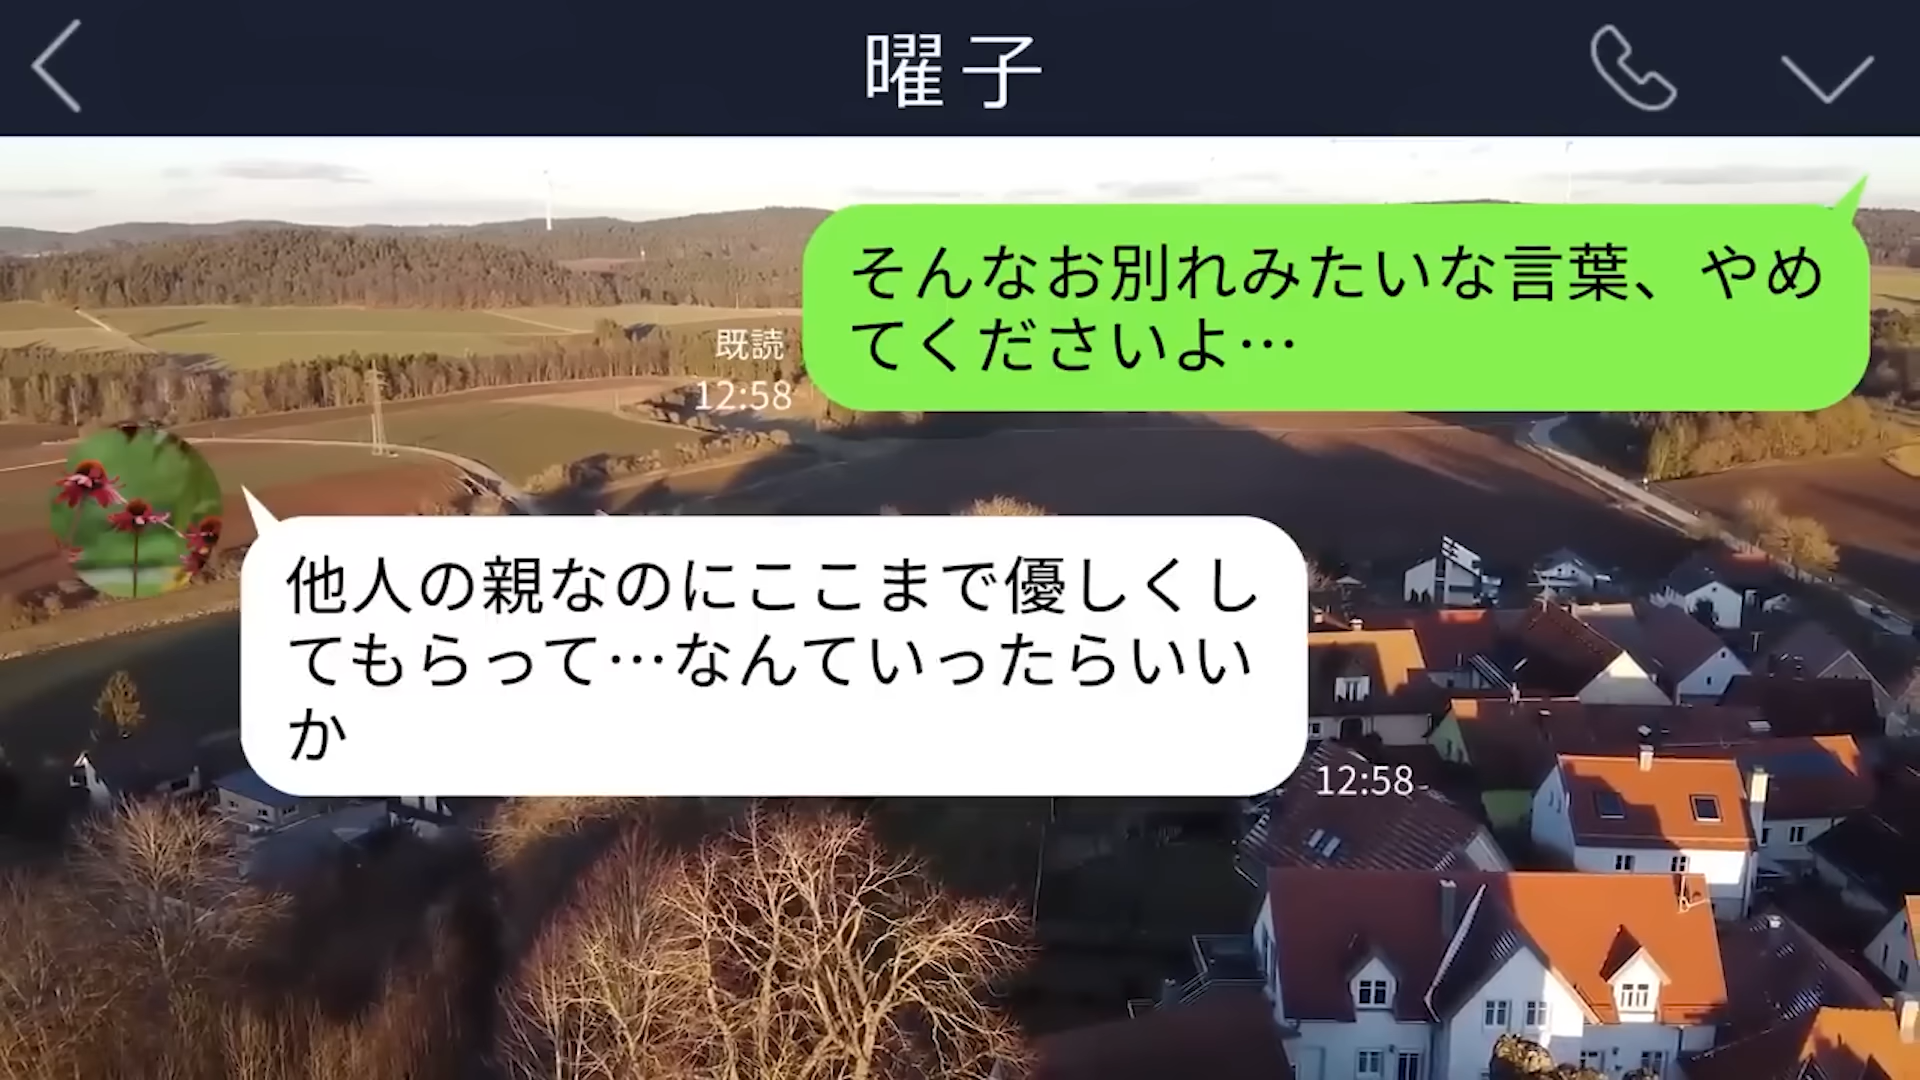 曜子
そんなお別れみたいな言葉、やめ
てくださいよ…
既読
12:58
他人の親なのにここまで優しくし
てもらって…なんていったらいい
か
12:58